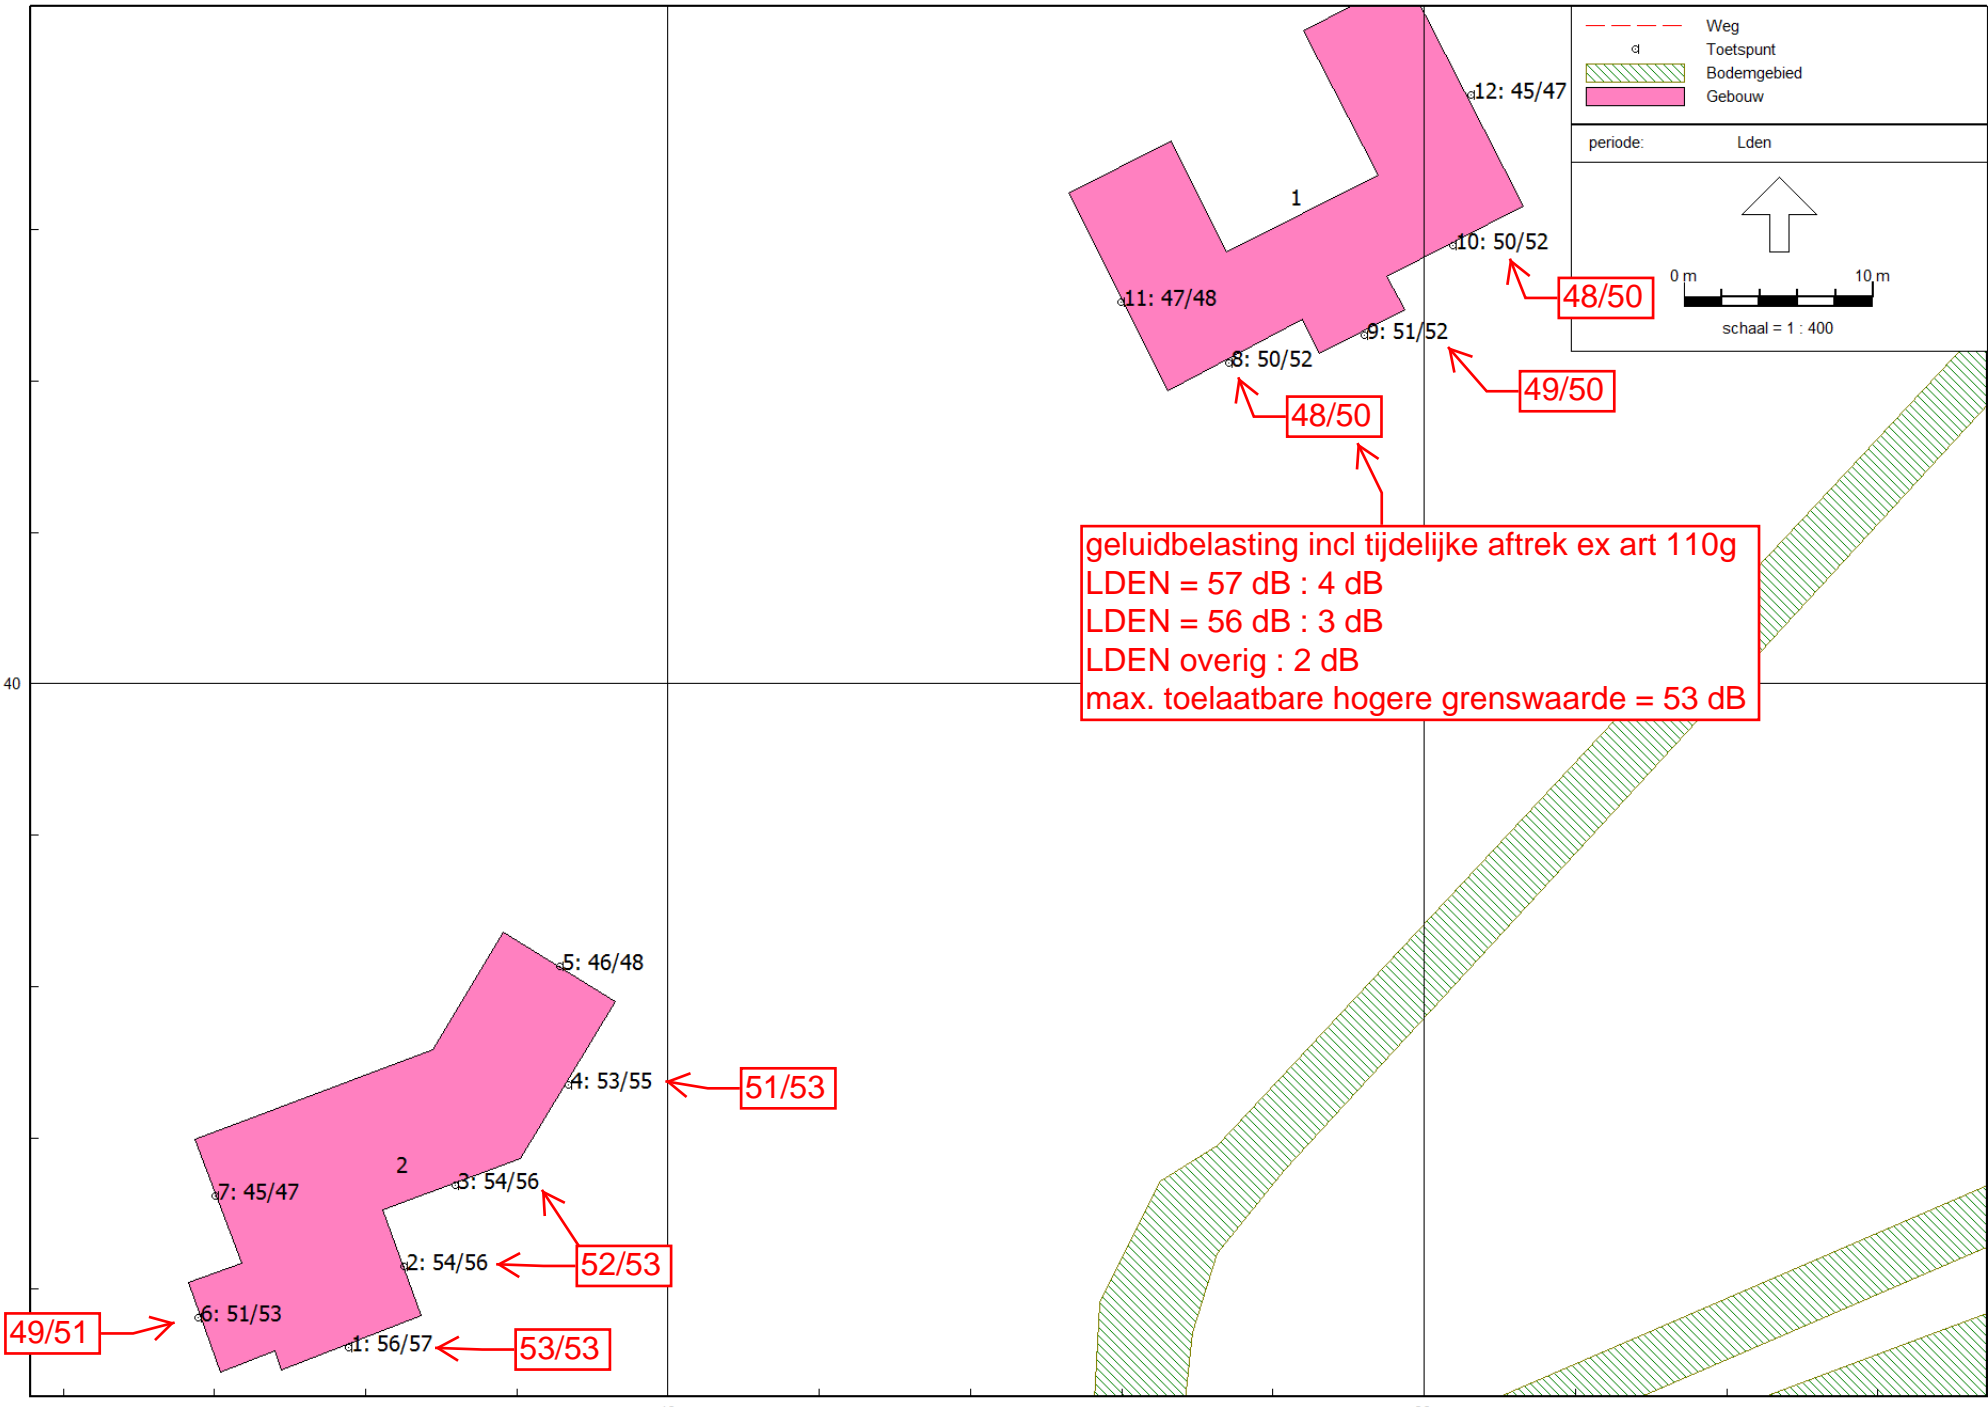 Weg
Toetspunt
Bodemgebied
Gebouw
periode: Lden
0 m 10 m
schaal = 1 : 400
12: 45/47
1
10: 50/52
48/50
11: 47/48
9: 51/52
8: 50/52
49/50
48/50
geluidbelasting incl tijdelijke aftrek ex art 110g
LDEN = 57 dB : 4 dB
LDEN = 56 dB : 3 dB
LDEN overig : 2 dB
max. toelaatbare hogere grenswaarde = 53 dB
40
5: 46/48
4: 53/55
51/53
2
3: 54/56
7: 45/47
2: 54/56
52/53
6: 51/53
49/51
1: 56/57
53/53